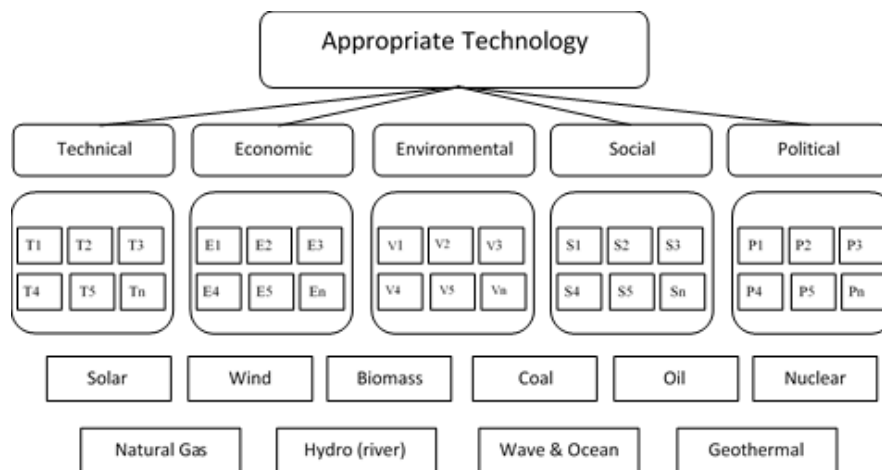 Appropriate Technology
Technical Economic Environmental Social Political
T1 T2 T3 E1 E2 E3 V1 V2 V3 S1 S2 S3 P1 P2 P3
T4 T5 Tn E4 E5 En V4 V5 Vn S4 S5 Sn P4 P5 Pn
Solar Wind Biomass Coal Oil Nuclear
Natural Gas Hydro (river) Wave & Ocean Geothermal